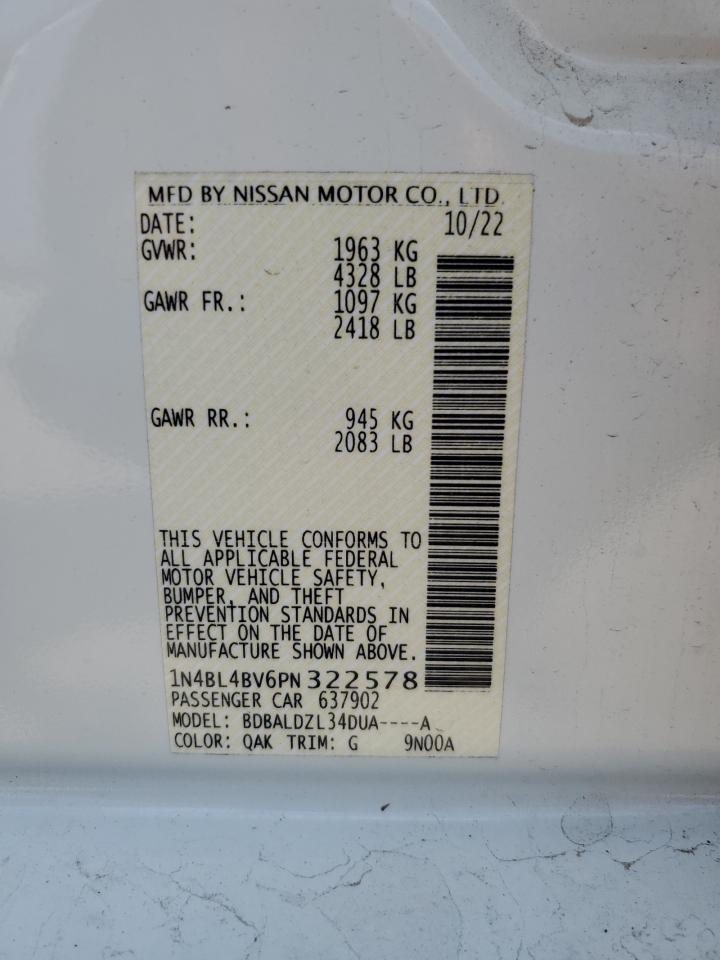 MFD BY NISSAN MOTOR CO., LTD.
DATE: 10/22
GVWR: 1963 KG
4328 LB
GAWR FR.: 1097 KG
2418 LB
GAWR RR.: 945 KG
2083 LB
THIS VEHICLE CONFORMS TO
ALL APPLICABLE FEDERAL
MOTOR VEHICLE SAFETY,
BUMPER, AND THEFT
PREVENTION STANDARDS IN
EFFECT ON THE DATE OF
MANUFACTURE SHOWN ABOVE.
1N4BL4BV6PN322578
PASSENGER CAR 637902
MODEL: BDBALDZL34DUA----A
COLOR: QAK TRIM: G 9N00A